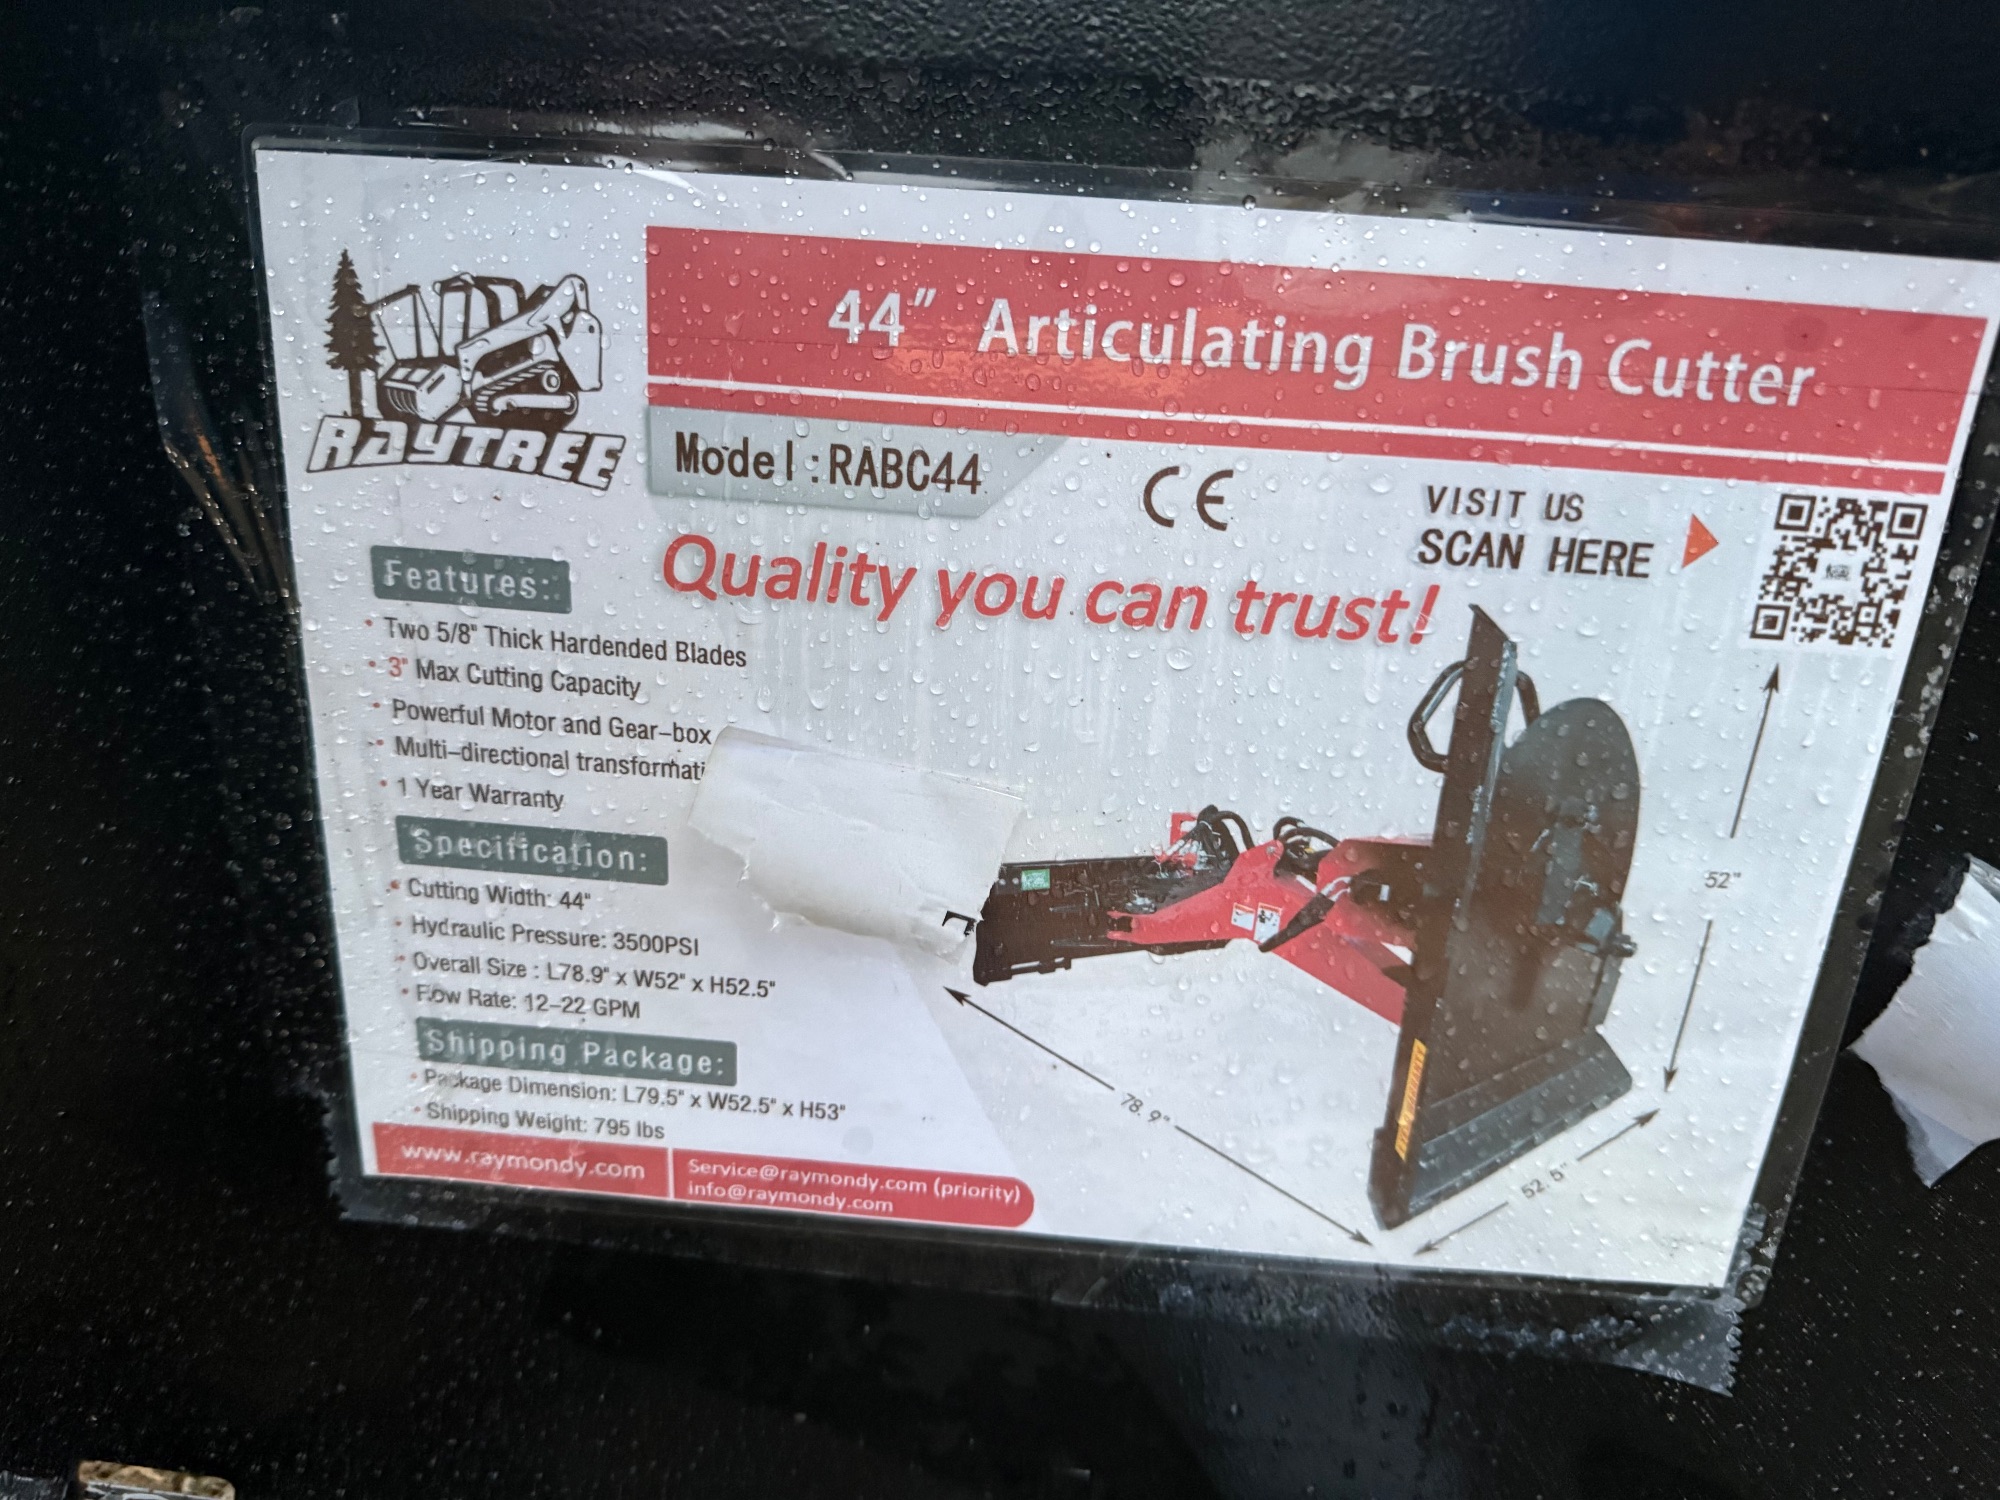 RAYTREE
44" Articulating Brush Cutter
Model:RABC44
CE
VISIT US
SCAN HERE
Quality you can trust!
Features:
Two 5/8" Thick Hardended Blades
3" Max Cutting Capacity
Powerful Motor and Gear-box
Multi-directional transformati
1 Year Warranty
Specification:
Cutting Width: 44"
Hydraulic Pressure: 3500PSI
Overall Size : L78.9" x W52" x H52.5"
Flow Rate: 12-22 GPM
Shipping Package:
Package Dimension: L79.5" x W52.5" x H53"
Shipping Weight: 795 lbs
52"
78.9"
52.5"
www.raymondy.com
Service@raymondy.com (priority)
info@raymondy.com